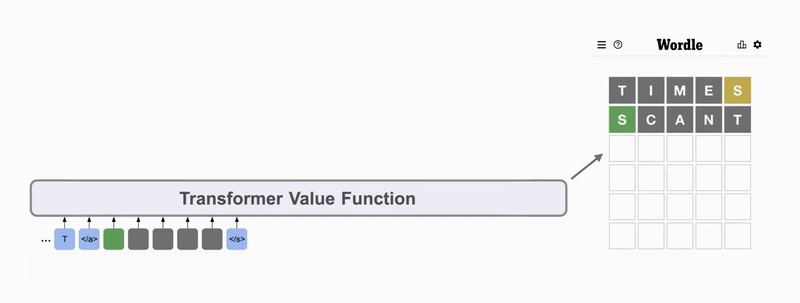 Wordle
T I M E S
S C A N T
Transformer Value Function
... T </a> </s>